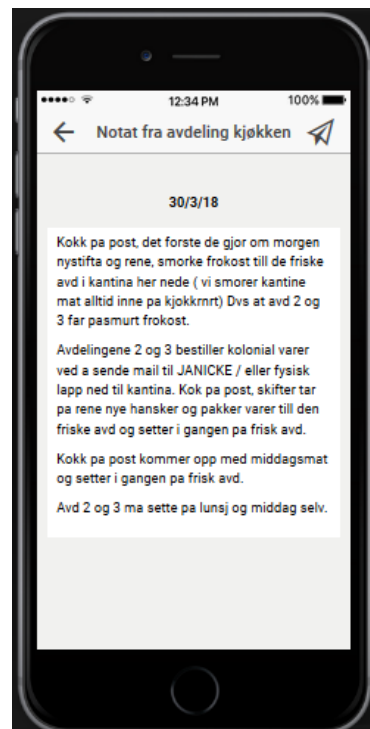 12:34 PM
100%
Notat fra avdeling kjøkken
30/3/18
Kokk pa post, det forste de gjor om morgen
nystifta og rene, smorke frokost till de friske
avd i kantina her nede ( vi smorer kantine
mat alltid inne pa kjokkrnrt) Dvs at avd 2 og
3 far pasmurt frokost.
Avdelingene 2 og 3 bestiller kolonial varer
ved a sende mail til JANICKE / eller fysisk
lapp ned til kantina. Kok pa post, skifter tar
pa rene nye hansker og pakker varer till den
friske avd og setter i gangen pa frisk avd.
Kokk pa post kommer opp med middagsmat
og setter i gangen pa frisk avd.
Avd 2 og 3 ma sette pa lunsj og middag selv.